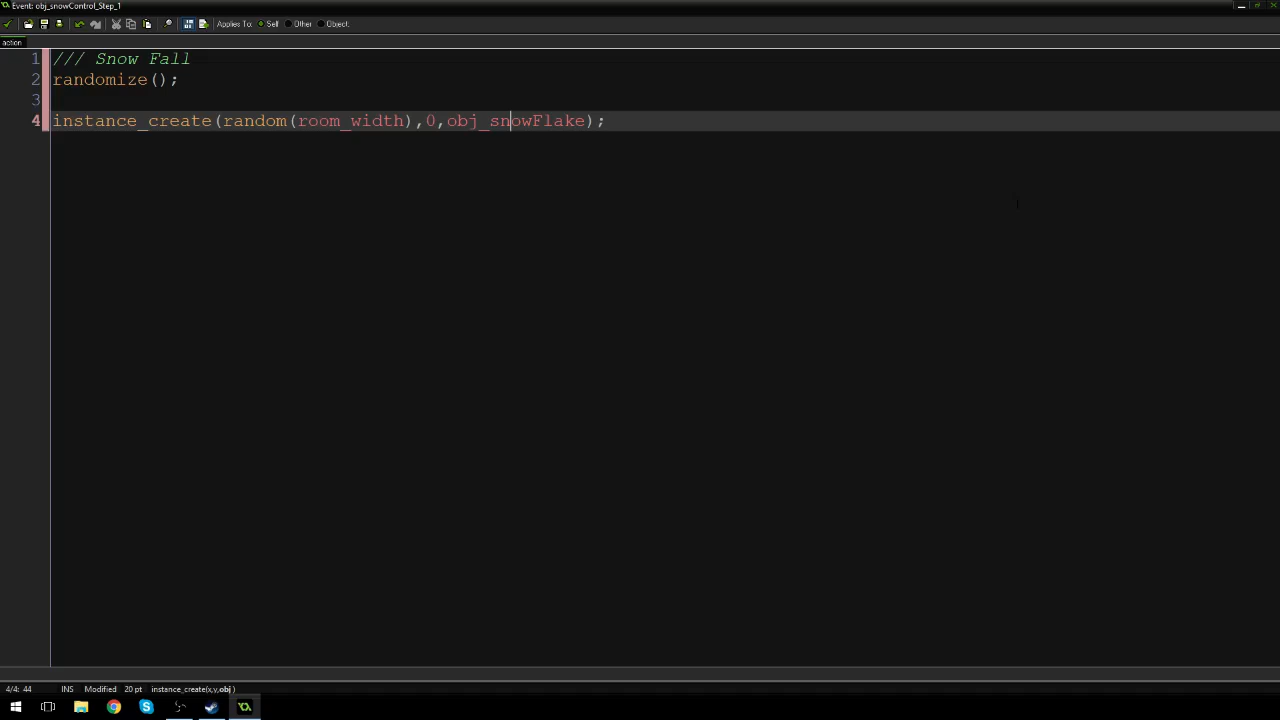 Event: obj_snowControl_Step_1
Applies To: Self Other Object:
action
1 /// Snow Fall
2 randomize();
3
4 instance_create(random(room_width),0,obj_snowFlake);
4/4: 44 INS Modified 20 pt instance_create(x,y,obj )